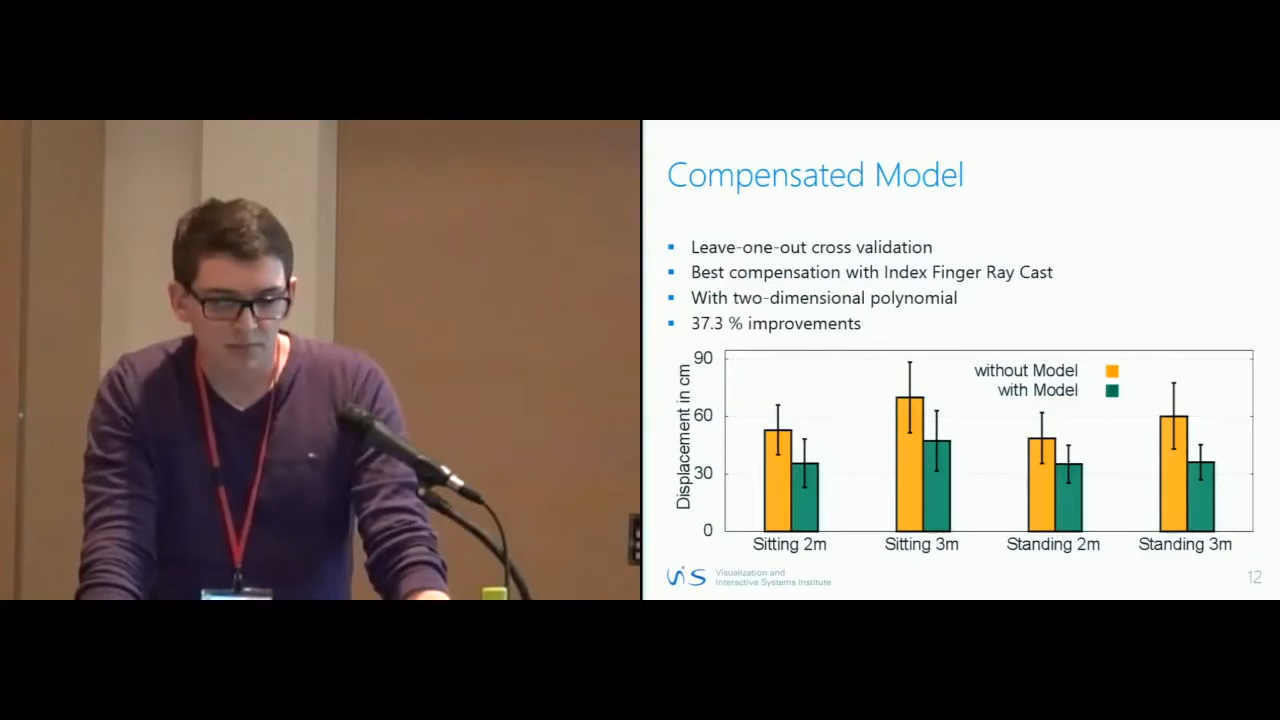 Compensated Model
Leave-one-out cross validation
Best compensation with Index Finger Ray Cast
With two-dimensional polynomial
37.3 % improvements
Displacement in cm
90
60
30
0
without Model
with Model
Sitting 2m
Sitting 3m
Standing 2m
Standing 3m
VIS
Visualization and
Interactive Systems Institute
12